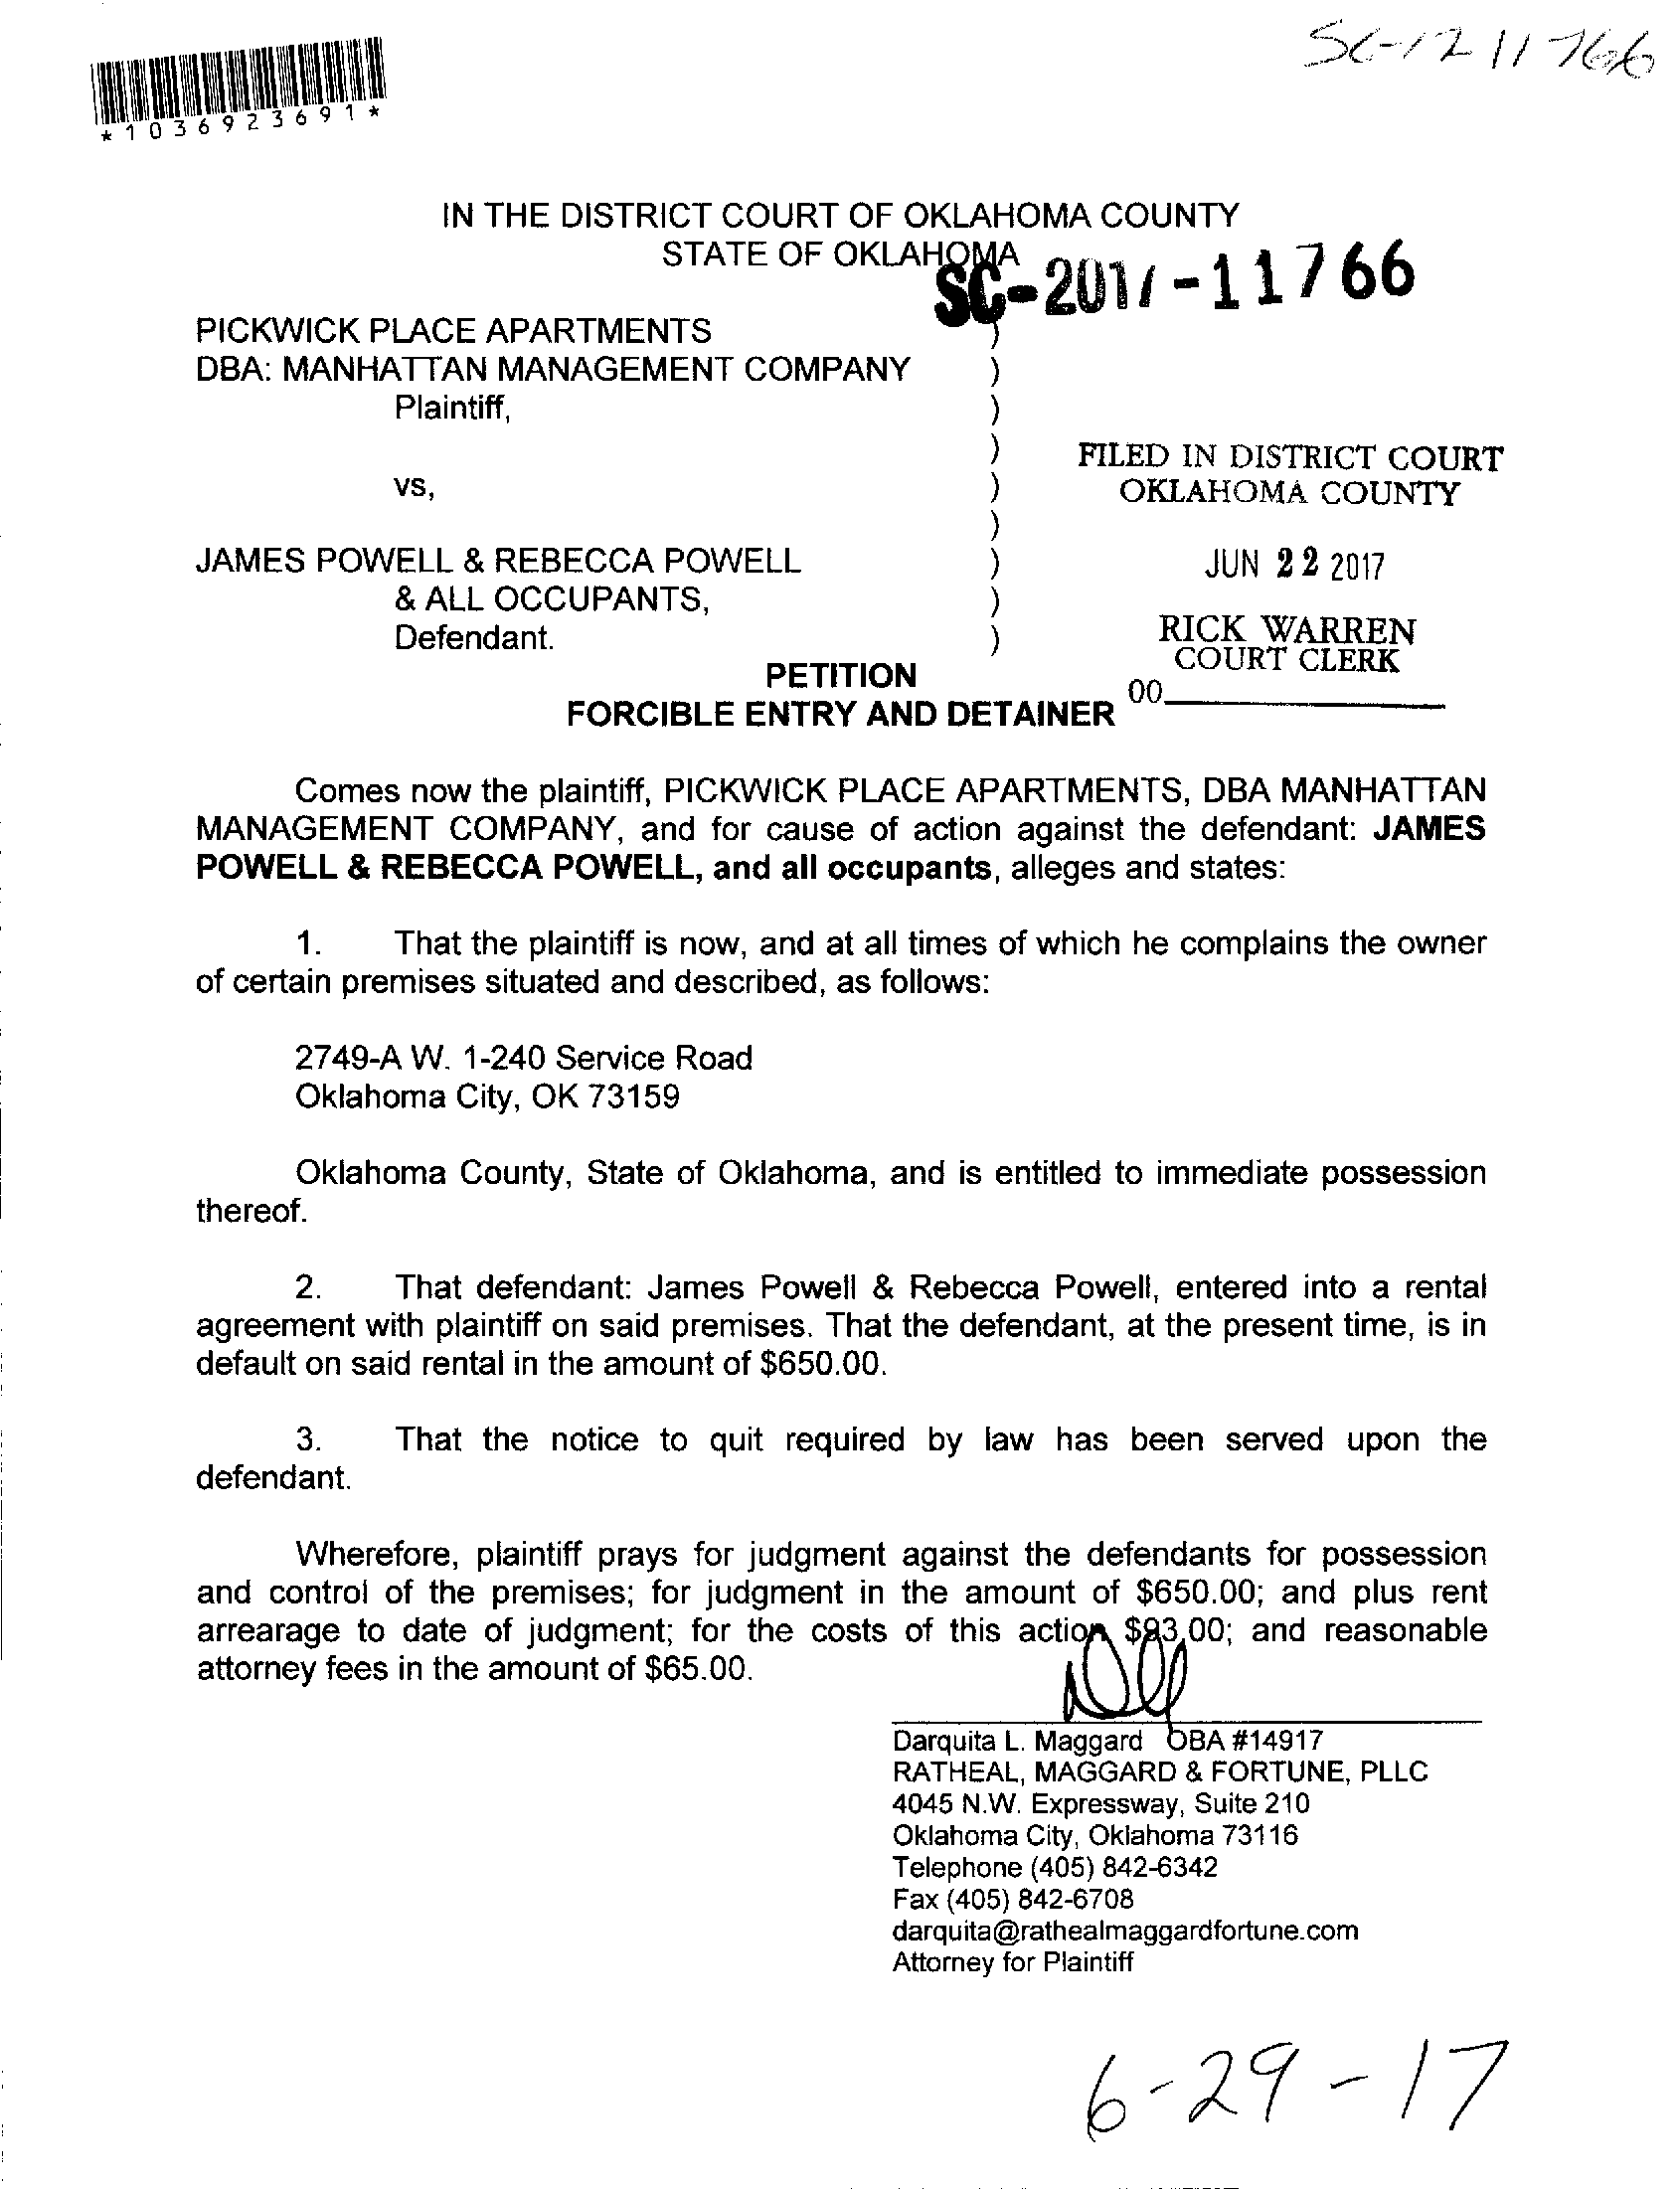 SC-17 11766
*1036923691*
IN THE DISTRICT COURT OF OKLAHOMA COUNTY
STATE OF OKLAHOMA
SC-2017-11766
PICKWICK PLACE APARTMENTS )
DBA: MANHATTAN MANAGEMENT COMPANY )
Plaintiff, )
)
vs, )
)
JAMES POWELL & REBECCA POWELL )
& ALL OCCUPANTS, )
Defendant. )
FILED IN DISTRICT COURT
OKLAHOMA COUNTY
JUN 22 2017
RICK WARREN
COURT CLERK
00
PETITION
FORCIBLE ENTRY AND DETAINER
Comes now the plaintiff, PICKWICK PLACE APARTMENTS, DBA MANHATTAN
MANAGEMENT COMPANY, and for cause of action against the defendant: JAMES
POWELL & REBECCA POWELL, and all occupants, alleges and states:
1. That the plaintiff is now, and at all times of which he complains the owner
of certain premises situated and described, as follows:
2749-A W. 1-240 Service Road
Oklahoma City, OK 73159
Oklahoma County, State of Oklahoma, and is entitled to immediate possession
thereof.
2. That defendant: James Powell & Rebecca Powell, entered into a rental
agreement with plaintiff on said premises. That the defendant, at the present time, is in
default on said rental in the amount of $650.00.
3. That the notice to quit required by law has been served upon the
defendant.
Wherefore, plaintiff prays for judgment against the defendants for possession
and control of the premises; for judgment in the amount of $650.00; and plus rent
arrearage to date of judgment; for the costs of this action and reasonable
attorney fees in the amount of $65.00.
Darquita L. Maggard OBA #14917
RATHEAL, MAGGARD & FORTUNE, PLLC
4045 N.W. Expressway, Suite 210
Oklahoma City, Oklahoma 73116
Telephone (405) 842-6342
Fax (405) 842-6708
darquita@rathealmaggardfortune.com
Attorney for Plaintiff
6-29-17